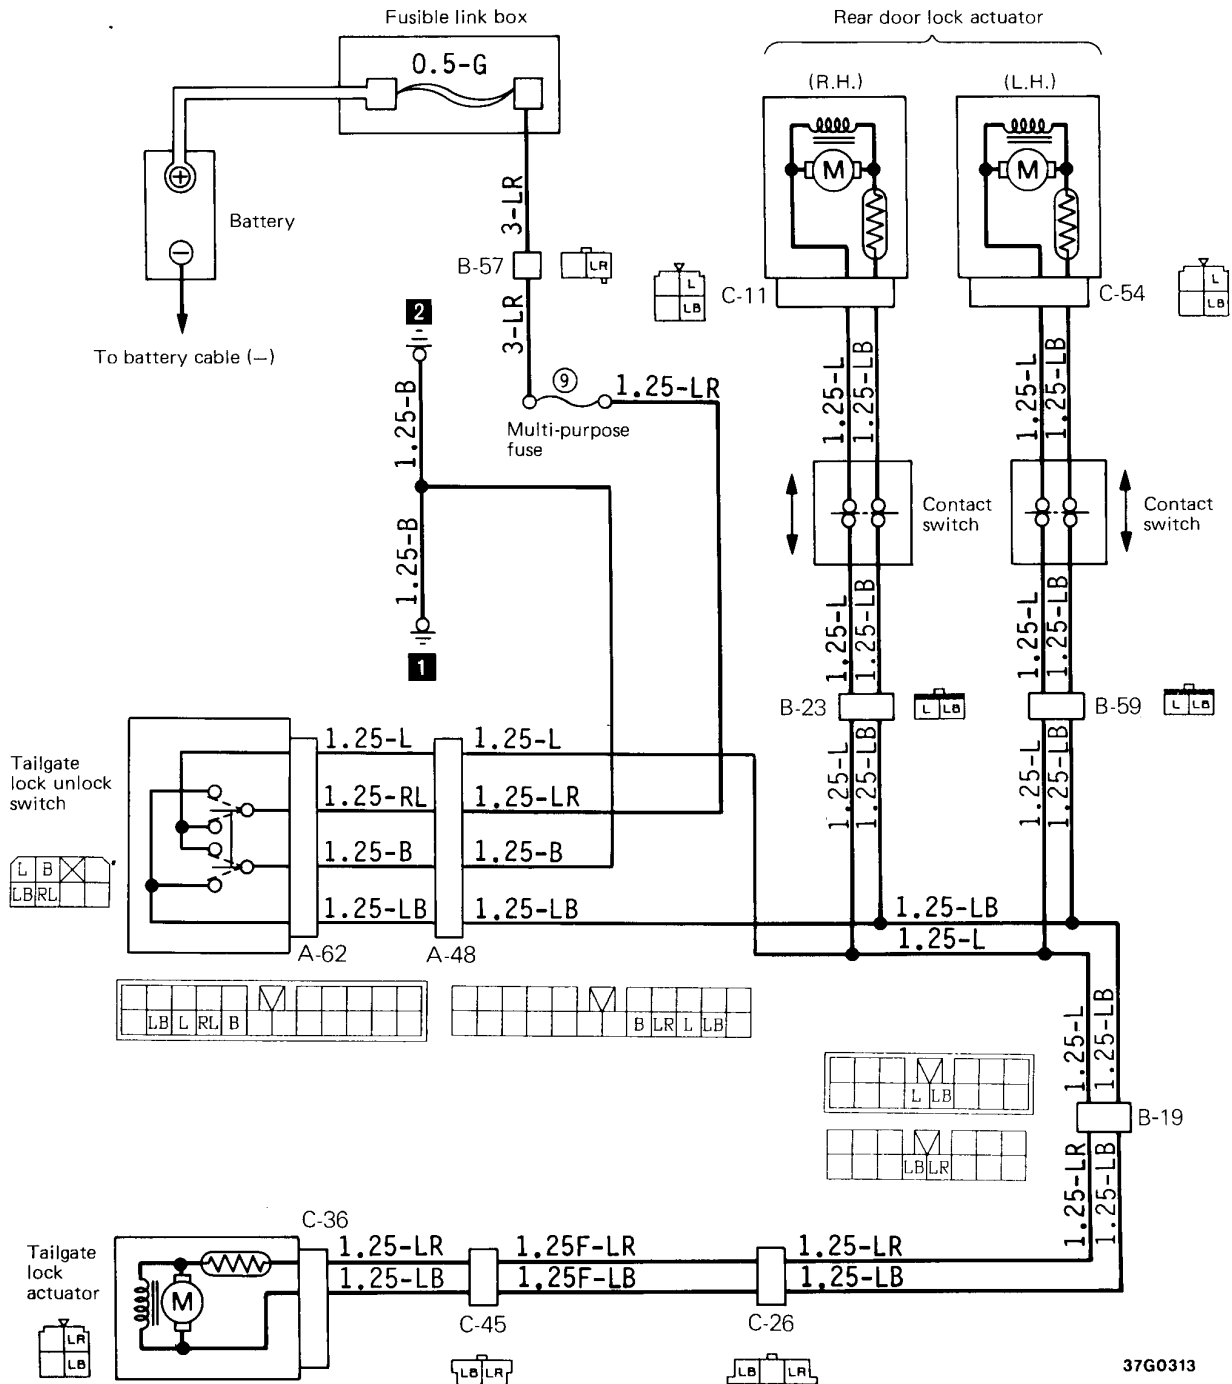 Fusible link box
Rear door lock actuator
0.5-G
(R.H.)
(L.H.)
M
M
+
Battery
−
To battery cable (−)
3-LR
B-57
LR
3-LR
L
LB
C-11
C-54
L
LB
2
1.25-B
9
1.25-LR
Multi-purpose
fuse
1.25-L
1.25-LB
1.25-L
1.25-LB
Contact
switch
Contact
switch
1.25-B
1
1.25-L
1.25-LB
1.25-L
1.25-LB
B-23
L LB
B-59
L LB
1.25-L
1.25-LB
1.25-L
1.25-LB
Tailgate
lock unlock
switch
1.25-L
1.25-L
1.25-RL
1.25-LR
1.25-B
1.25-B
1.25-LB
1.25-LB
L B
LB RL
A-62
A-48
1.25-LB
1.25-L
LB L RL B
B LR L LB
1.25-L
1.25-LB
L LB
B-19
LB LR
1.25-LR
1.25-LB
C-36
Tailgate
lock
actuator
M
1.25-LR
1.25F-LR
1.25-LR
1.25-LB
1.25F-LB
1.25-LB
LR
LB
C-45
C-26
LB LR
LB LR
37G0313